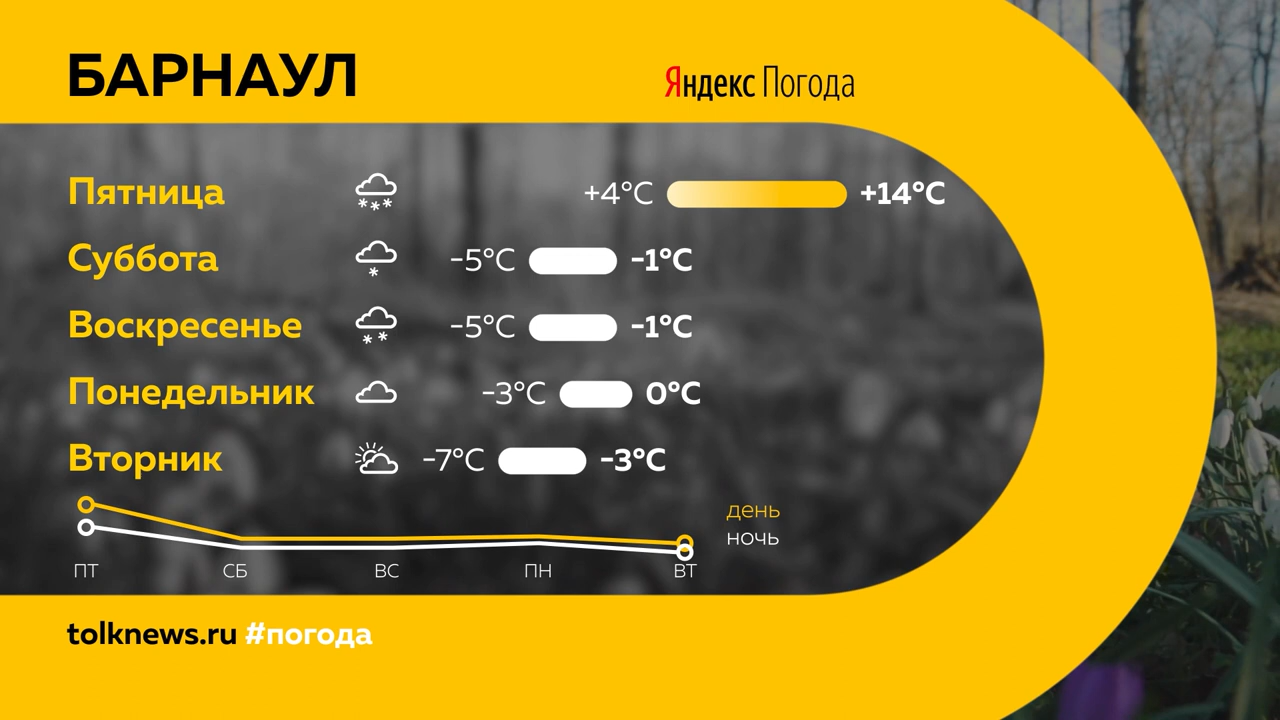 БАРНАУЛ
Яндекс Погода
Пятница +4°C +14°C
Суббота -5°C -1°C
Воскресенье -5°C -1°C
Понедельник -3°C 0°C
Вторник -7°C -3°C
день
ночь
ПТ СБ ВС ПН ВТ
tolknews.ru #погода